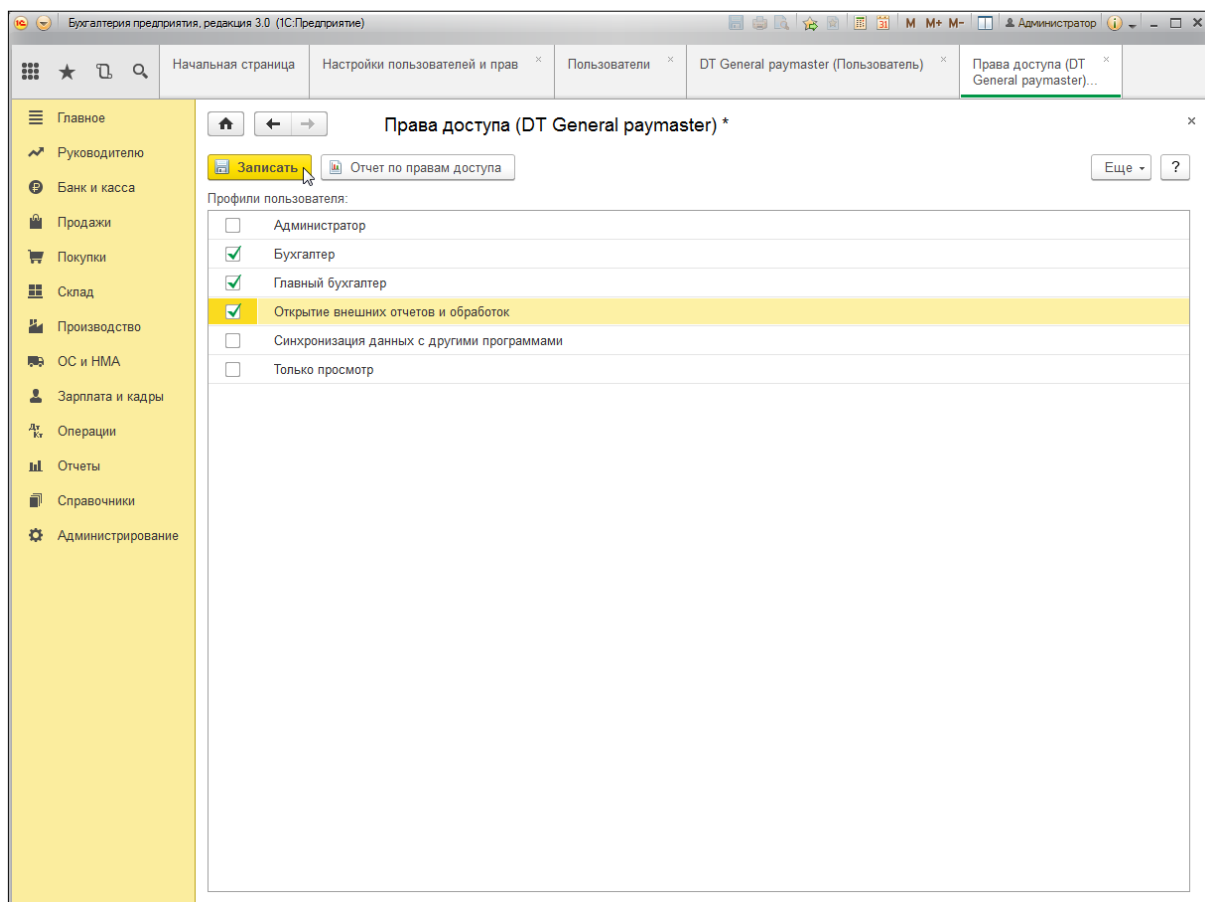 Бухгалтерия предприятия, редакция 3.0 (1С:Предприятие)
M M+ M- Администратор
Начальная страница
Настройки пользователей и прав
Пользователи
DT General paymaster (Пользователь)
Права доступа (DT
General paymaster)...
Главное
Руководителю
Банк и касса
Продажи
Покупки
Склад
Производство
ОС и НМА
Зарплата и кадры
Дт Кт Операции
Отчеты
Справочники
Администрирование
Права доступа (DT General paymaster) *
Записать
Отчет по правам доступа
Еще
?
Профили пользователя:
Администратор
Бухгалтер
Главный бухгалтер
Открытие внешних отчетов и обработок
Синхронизация данных с другими программами
Только просмотр